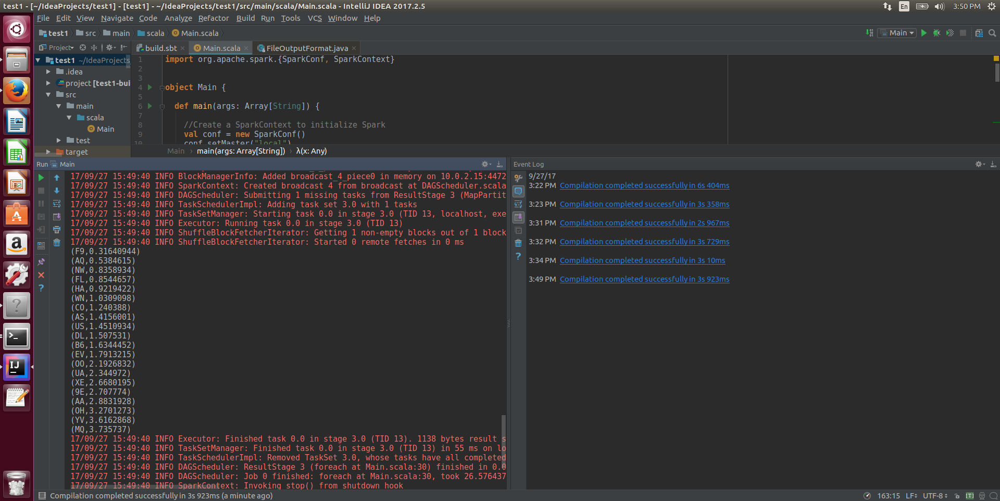 test1 - [~/IdeaProjects/test1] - [test1] - ~/IdeaProjects/test1/src/main/scala/Main.scala - IntelliJ IDEA 2017.2.5
En
3:50 PM
File Edit View Navigate Code Analyze Refactor Build Run Tools VCS Window Help
test1 src main scala Main.scala
Main
Project
build.sbt
Main.scala
FileOutputFormat.java
test1 ~/IdeaProjects
.idea
project [test1-bui
src
main
scala
Main
test
target
1 import org.apache.spark.{SparkConf, SparkContext}
2
3
4 object Main {
5
6 def main(args: Array[String]) {
7
8 //Create a SparkContext to initialize Spark
9 val conf = new SparkConf()
10 conf.setMaster("local")
Main › main(args: Array[String]) › λ(x: Any)
Run Main
17/09/27 15:49:40 INFO BlockManagerInfo: Added broadcast_4_piece0 in memory on 10.0.2.15:4472
17/09/27 15:49:40 INFO SparkContext: Created broadcast 4 from broadcast at DAGScheduler.scala
17/09/27 15:49:40 INFO DAGScheduler: Submitting 1 missing tasks from ResultStage 3 (MapPartit
17/09/27 15:49:40 INFO TaskSchedulerImpl: Adding task set 3.0 with 1 tasks
17/09/27 15:49:40 INFO TaskSetManager: Starting task 0.0 in stage 3.0 (TID 13, localhost, exe
17/09/27 15:49:40 INFO Executor: Running task 0.0 in stage 3.0 (TID 13)
17/09/27 15:49:40 INFO ShuffleBlockFetcherIterator: Getting 1 non-empty blocks out of 1 block
17/09/27 15:49:40 INFO ShuffleBlockFetcherIterator: Started 0 remote fetches in 0 ms
(F9,0.31640944)
(AQ,0.5384615)
(NW,0.8358934)
(FL,0.8544657)
(HA,0.9219422)
(WN,1.0309098)
(CO,1.240388)
(AS,1.4156001)
(US,1.4510934)
(DL,1.507531)
(B6,1.6344452)
(EV,1.7913215)
(OO,2.1926832)
(UA,2.344972)
(XE,2.6680195)
(9E,2.707774)
(AA,2.8831928)
(OH,3.2701273)
(YV,3.6162868)
(MQ,3.735737)
17/09/27 15:49:40 INFO Executor: Finished task 0.0 in stage 3.0 (TID 13). 1138 bytes result s
17/09/27 15:49:40 INFO TaskSetManager: Finished task 0.0 in stage 3.0 (TID 13) in 55 ms on lo
17/09/27 15:49:40 INFO TaskSchedulerImpl: Removed TaskSet 3.0, whose tasks have all completed
17/09/27 15:49:40 INFO DAGScheduler: ResultStage 3 (foreach at Main.scala:30) finished in 0.0
17/09/27 15:49:40 INFO DAGScheduler: Job 0 finished: foreach at Main.scala:30, took 26.576437
17/09/27 15:49:40 INFO SparkContext: Invoking stop() from shutdown hook
Event Log
9/27/17
3:22 PM Compilation completed successfully in 6s 404ms
3:23 PM Compilation completed successfully in 3s 358ms
3:31 PM Compilation completed successfully in 2s 967ms
3:32 PM Compilation completed successfully in 3s 729ms
3:34 PM Compilation completed successfully in 3s 10ms
3:49 PM Compilation completed successfully in 3s 923ms
Compilation completed successfully in 3s 923ms (a minute ago)
163:15 LF UTF-8 [T]